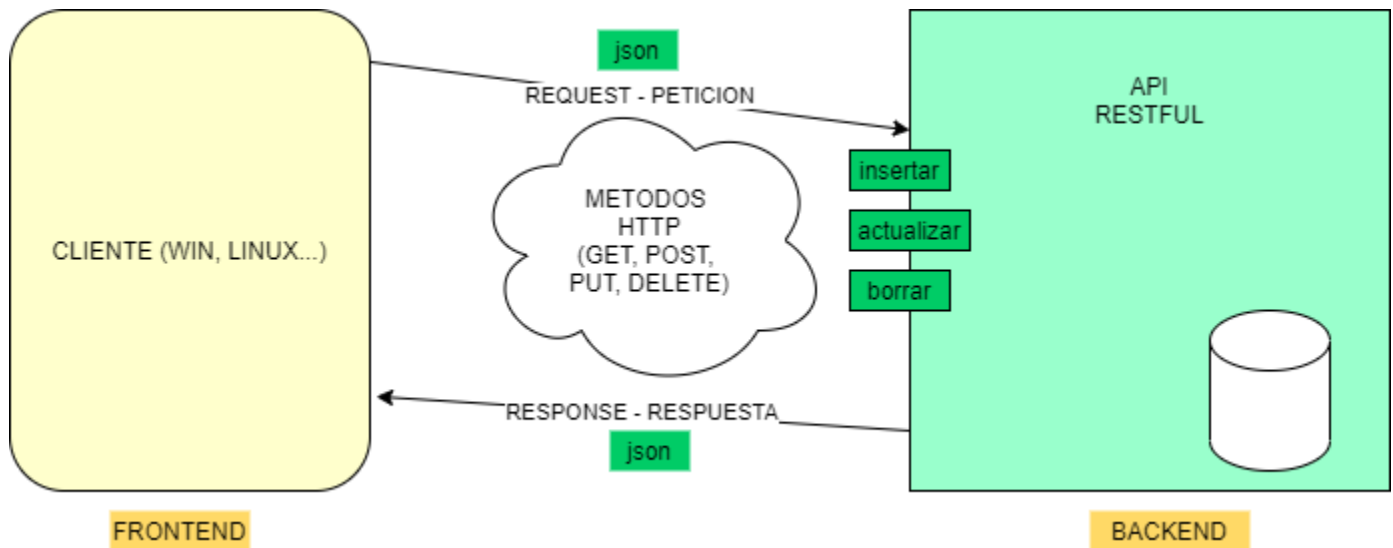 json
REQUEST - PETICION
API
RESTFUL
insertar
METODOS
HTTP
(GET, POST,
PUT, DELETE)
actualizar
CLIENTE (WIN, LINUX...)
borrar
RESPONSE - RESPUESTA
json
FRONTEND
BACKEND